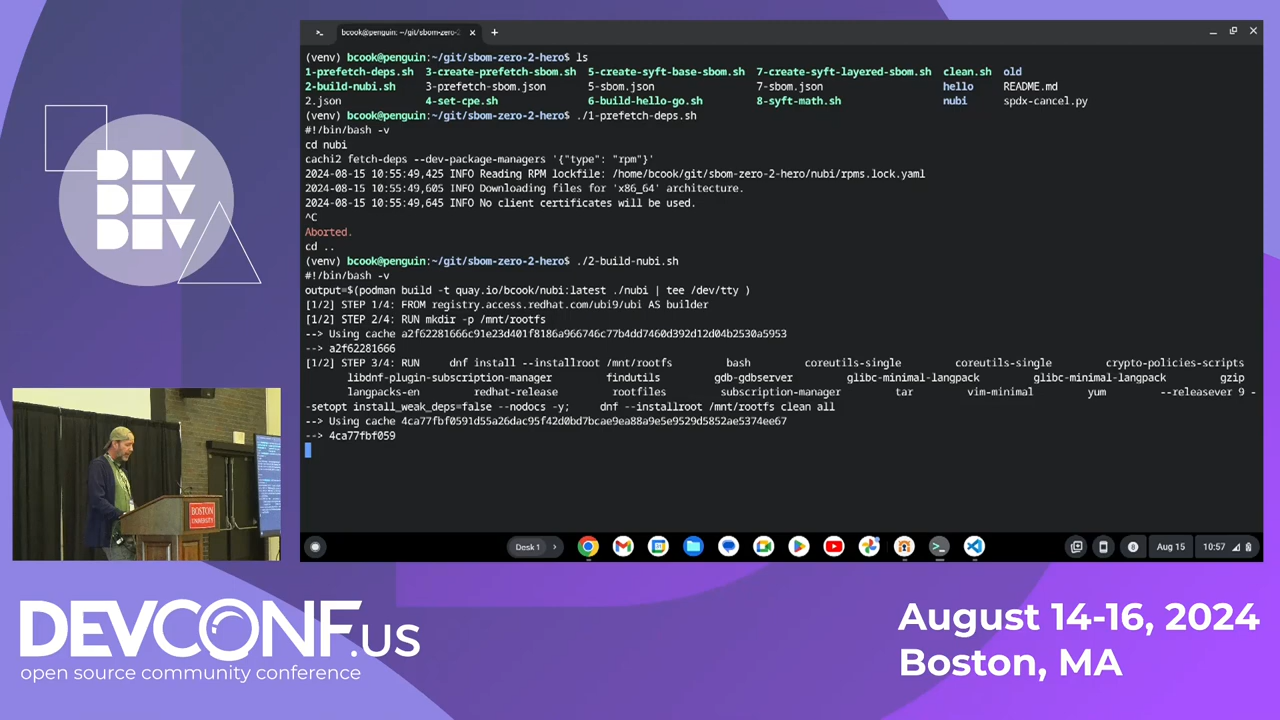 bcook@penguin: ~/git/sbom-zero-2-
(venv) bcook@penguin:~/git/sbom-zero-2-hero$ ls
1-prefetch-deps.sh 3-create-prefetch-sbom.sh 5-create-syft-base-sbom.sh 7-create-syft-layered-sbom.sh clean.sh old
2-build-nubi.sh 3-prefetch-sbom.json 5-sbom.json 7-sbom.json hello README.md
2.json 4-set-cpe.sh 6-build-hello-go.sh 8-syft-math.sh nubi spdx-cancel.py
(venv) bcook@penguin:~/git/sbom-zero-2-hero$ ./1-prefetch-deps.sh
#!/bin/bash -v
cd nubi
cachi2 fetch-deps --dev-package-managers '{"type": "rpm"}'
2024-08-15 10:55:49,425 INFO Reading RPM lockfile: /home/bcook/git/sbom-zero-2-hero/nubi/rpms.lock.yaml
2024-08-15 10:55:49,605 INFO Downloading files for 'x86_64' architecture.
2024-08-15 10:55:49,645 INFO No client certificates will be used.
^C
Aborted.
cd ..
(venv) bcook@penguin:~/git/sbom-zero-2-hero$ ./2-build-nubi.sh
#!/bin/bash -v
output=$(podman build -t quay.io/bcook/nubi:latest ./nubi | tee /dev/tty )
[1/2] STEP 1/4: FROM registry.access.redhat.com/ubi9/ubi AS builder
[1/2] STEP 2/4: RUN mkdir -p /mnt/rootfs
--> Using cache a2f62281666c91e23d401f8186a966746c77b4dd7460d392d12d04b2530a5953
--> a2f62281666
[1/2] STEP 3/4: RUN dnf install --installroot /mnt/rootfs bash coreutils-single coreutils-single crypto-policies-scripts
libdnf-plugin-subscription-manager findutils gdb-gdbserver glibc-minimal-langpack glibc-minimal-langpack gzip
langpacks-en redhat-release rootfiles subscription-manager tar vim-minimal yum --releasever 9 -
-setopt install_weak_deps=false --nodocs -y; dnf --installroot /mnt/rootfs clean all
--> Using cache 4ca77fbf0591d55a26dac95f42d0bd7bcae9ea88a9e5e9529d5852ae5374ee67
--> 4ca77fbf059
Desk 1
Aug 15
10:57
DEV
DEV
DEV
BOSTON
UNIVERSITY
DEVCONF.US
open source community conference
August 14-16, 2024
Boston, MA